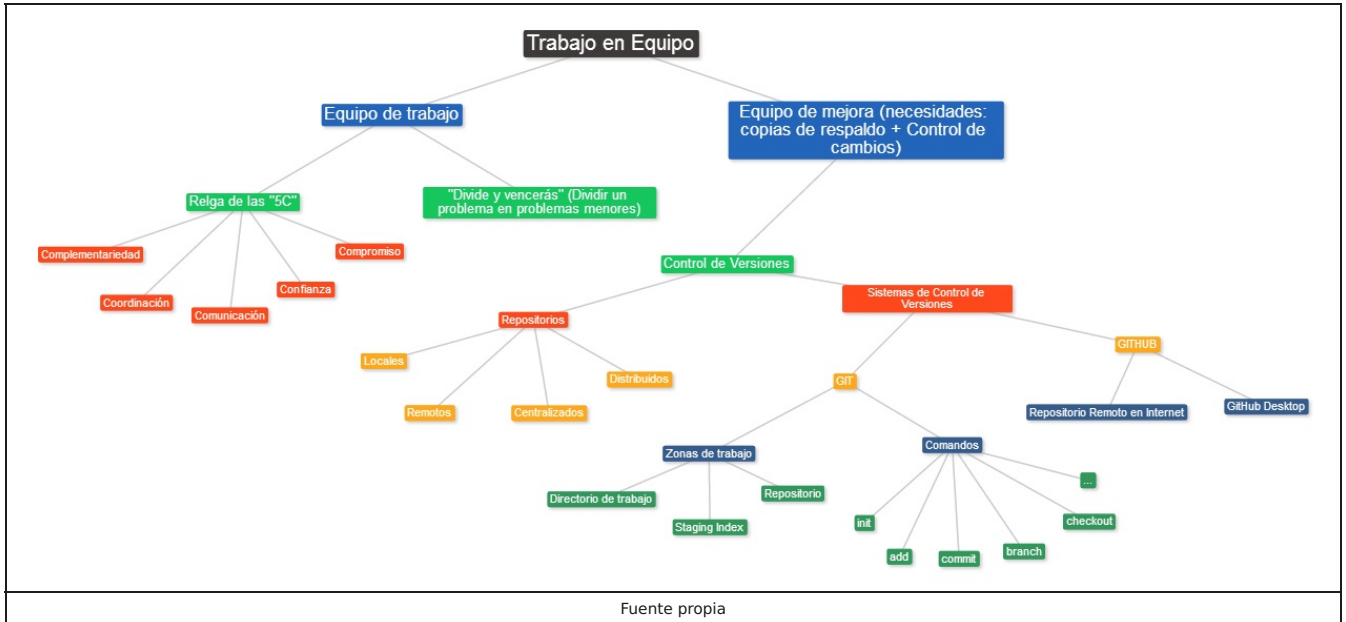 Trabajo en Equipo
Equipo de trabajo
Equipo de mejora (necesidades:
copias de respaldo + Control de
cambios)
Relga de las "5C"
"Divide y vencerás" (Dividir un
problema en problemas menores)
Complementariedad
Coordinación
Comunicación
Confianza
Compromiso
Control de Versiones
Repositorios
Sistemas de Control de
Versiones
Locales
Remotos
Centralizados
Distribuidos
GIT
GITHUB
Repositorio Remoto en Internet
GitHub Desktop
Zonas de trabajo
Comandos
Directorio de trabajo
Staging Index
Repositorio
init
add
commit
branch
checkout
...
Fuente propia